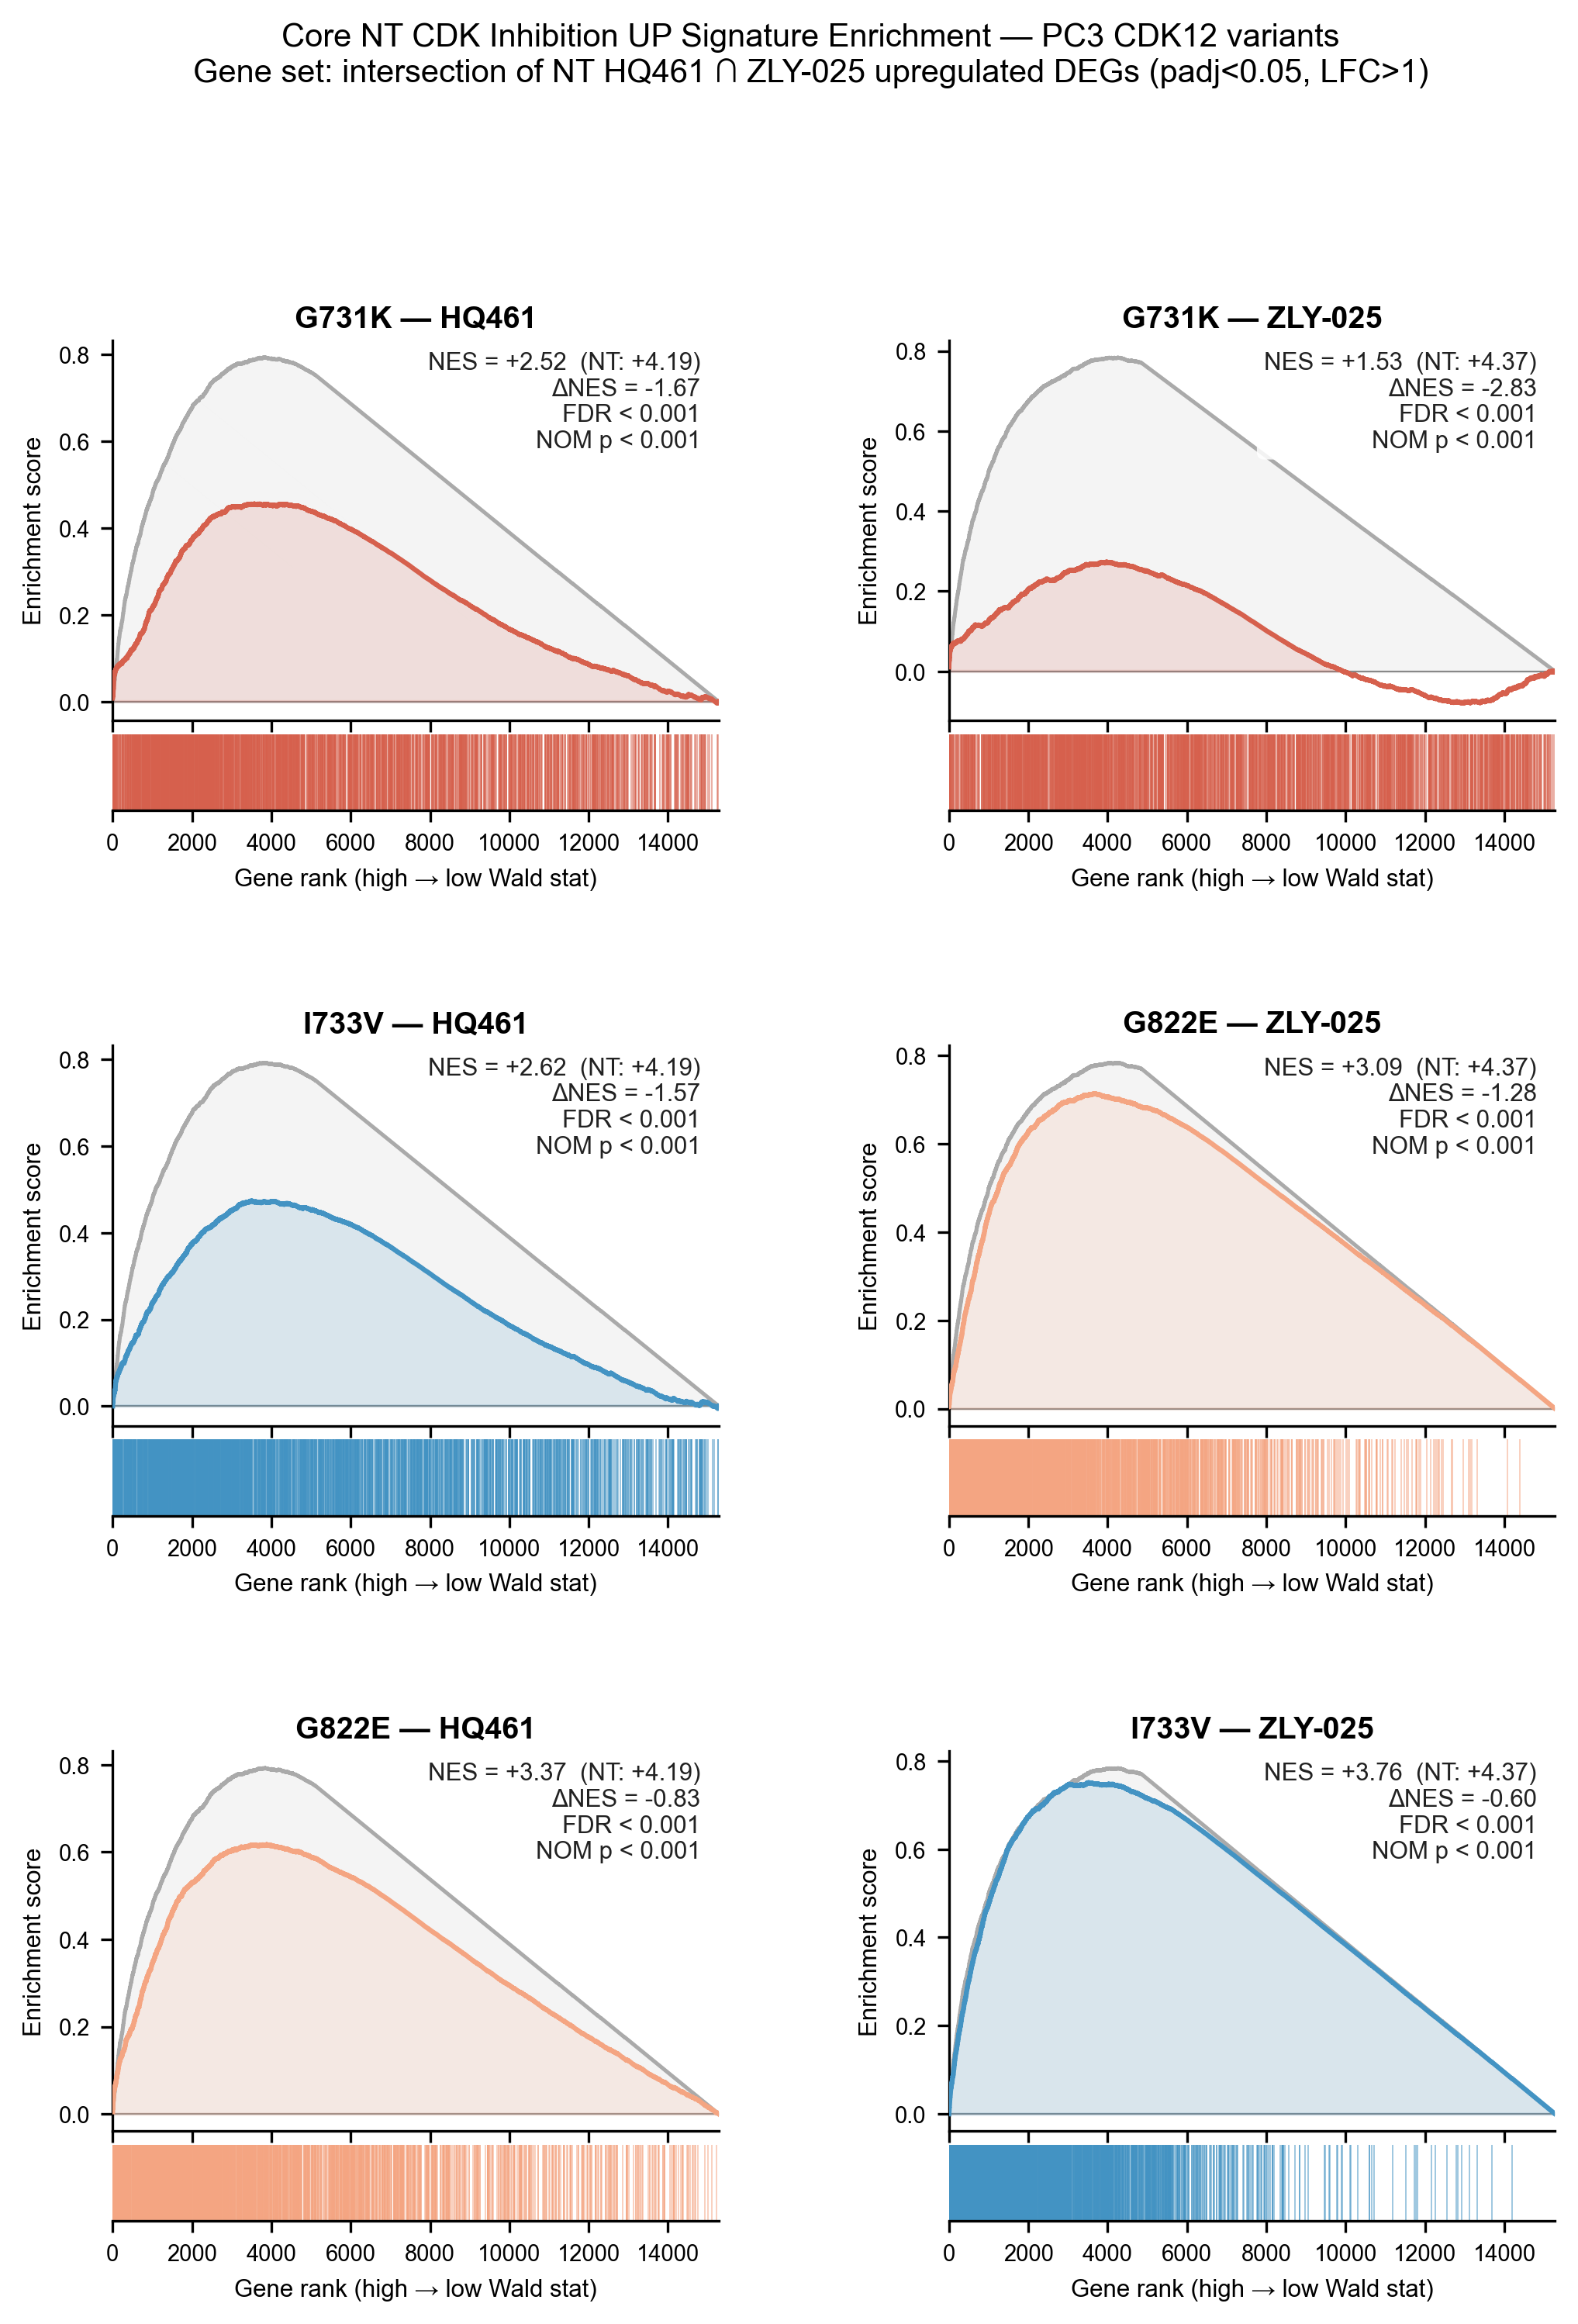 Core NT CDK Inhibition UP Signature Enrichment — PC3 CDK12 variants
Gene set: intersection of NT HQ461 ∩ ZLY-025 upregulated DEGs (padj<0.05, LFC>1)
G731K — HQ461
NES = +2.52  (NT: +4.19)
ΔNES = -1.67
FDR < 0.001
NOM p < 0.001
Enrichment score
0.8
0.6
0.4
0.2
0.0
0 2000 4000 6000 8000 10000 12000 14000
Gene rank (high → low Wald stat)
G731K — ZLY-025
NES = +1.53  (NT: +4.37)
ΔNES = -2.83
FDR < 0.001
NOM p < 0.001
Enrichment score
0.8
0.6
0.4
0.2
0.0
0 2000 4000 6000 8000 10000 12000 14000
Gene rank (high → low Wald stat)
I733V — HQ461
NES = +2.62  (NT: +4.19)
ΔNES = -1.57
FDR < 0.001
NOM p < 0.001
Enrichment score
0.8
0.6
0.4
0.2
0.0
0 2000 4000 6000 8000 10000 12000 14000
Gene rank (high → low Wald stat)
G822E — ZLY-025
NES = +3.09  (NT: +4.37)
ΔNES = -1.28
FDR < 0.001
NOM p < 0.001
Enrichment score
0.8
0.6
0.4
0.2
0.0
0 2000 4000 6000 8000 10000 12000 14000
Gene rank (high → low Wald stat)
G822E — HQ461
NES = +3.37  (NT: +4.19)
ΔNES = -0.83
FDR < 0.001
NOM p < 0.001
Enrichment score
0.8
0.6
0.4
0.2
0.0
0 2000 4000 6000 8000 10000 12000 14000
Gene rank (high → low Wald stat)
I733V — ZLY-025
NES = +3.76  (NT: +4.37)
ΔNES = -0.60
FDR < 0.001
NOM p < 0.001
Enrichment score
0.8
0.6
0.4
0.2
0.0
0 2000 4000 6000 8000 10000 12000 14000
Gene rank (high → low Wald stat)